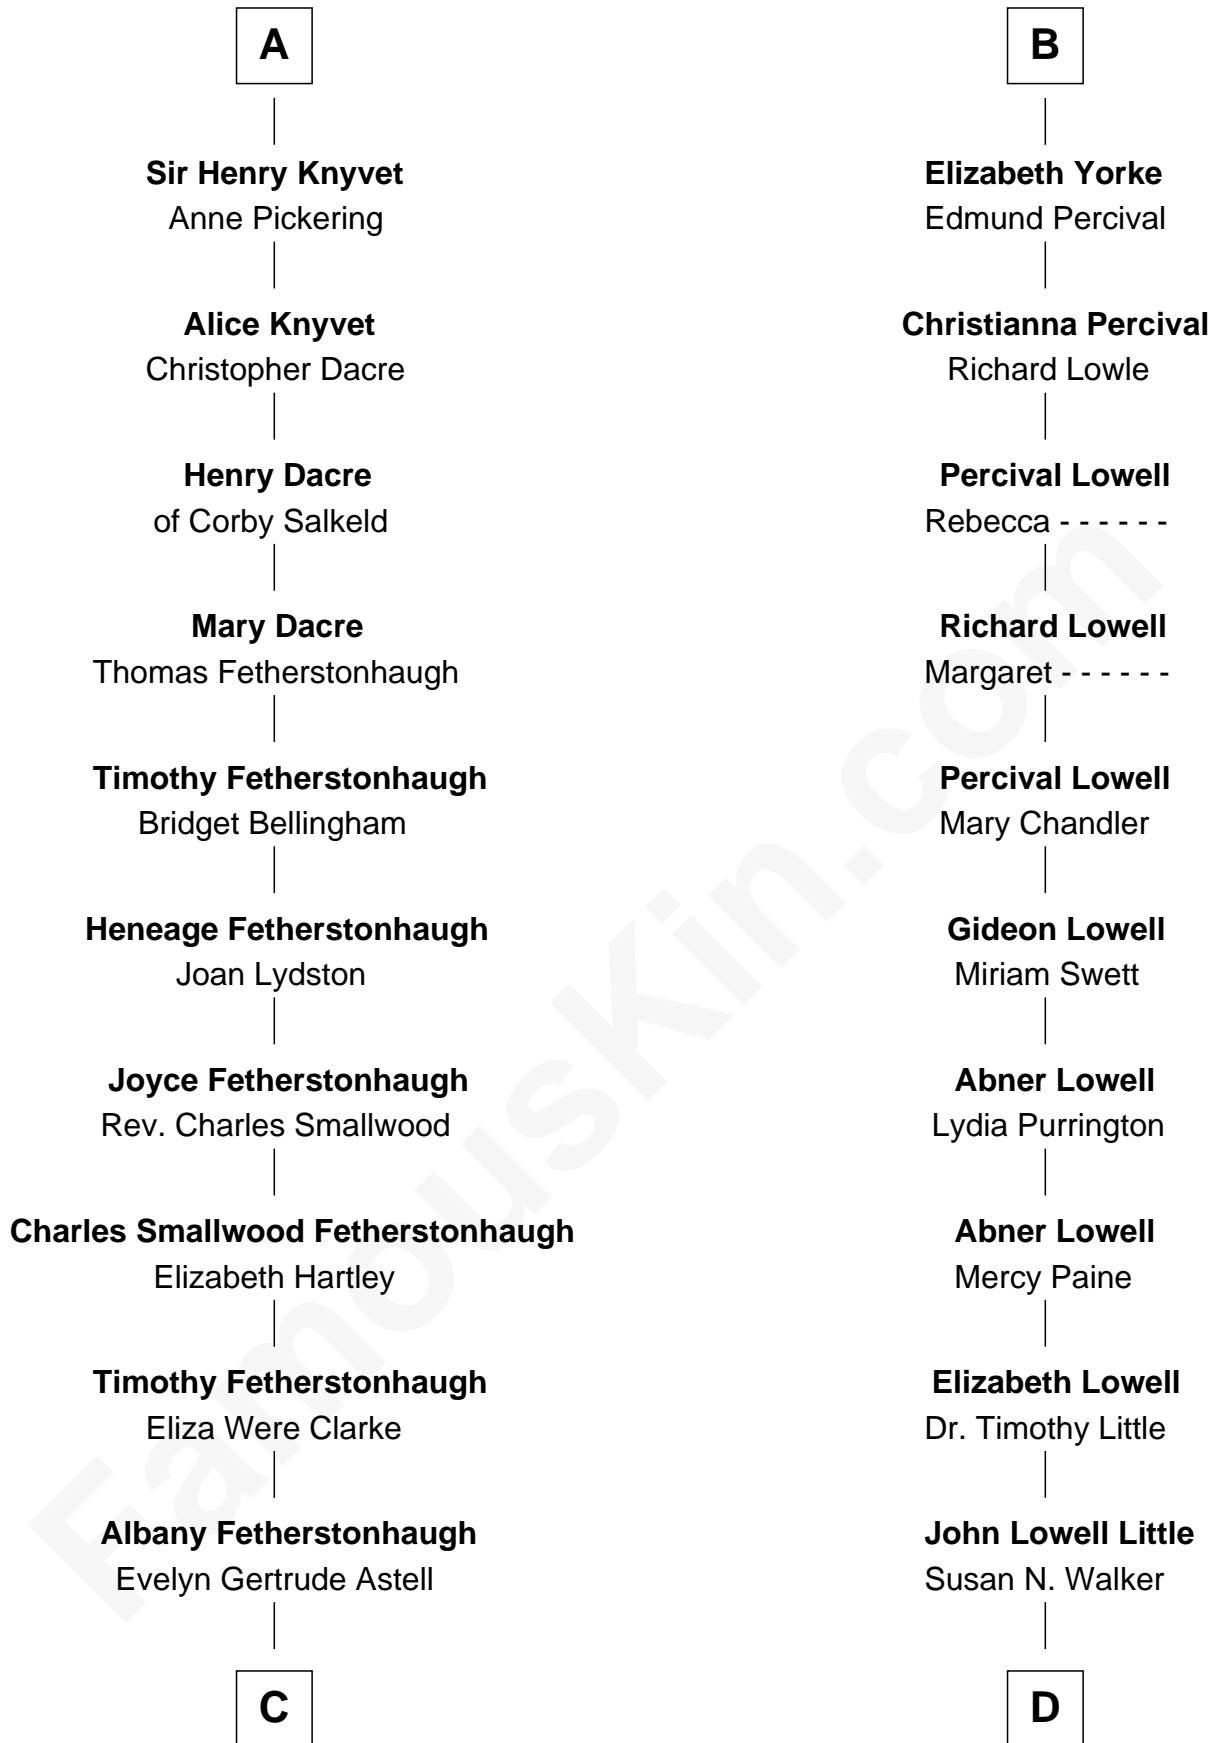 A
Sir Henry Knyvet
Anne Pickering
Alice Knyvet
Christopher Dacre
Henry Dacre
of Corby Salkeld
Mary Dacre
Thomas Fetherstonhaugh
Timothy Fetherstonhaugh
Bridget Bellingham
Heneage Fetherstonhaugh
Joan Lydston
Joyce Fetherstonhaugh
Rev. Charles Smallwood
Charles Smallwood Fetherstonhaugh
Elizabeth Hartley
Timothy Fetherstonhaugh
Eliza Were Clarke
Albany Fetherstonhaugh
Evelyn Gertrude Astell
C
B
Elizabeth Yorke
Edmund Percival
Christianna Percival
Richard Lowle
Percival Lowell
Rebecca - - - - - -
Richard Lowell
Margaret - - - - - -
Percival Lowell
Mary Chandler
Gideon Lowell
Miriam Swett
Abner Lowell
Lydia Purrington
Abner Lowell
Mercy Paine
Elizabeth Lowell
Dr. Timothy Little
John Lowell Little
Susan N. Walker
D
FamousKin.com